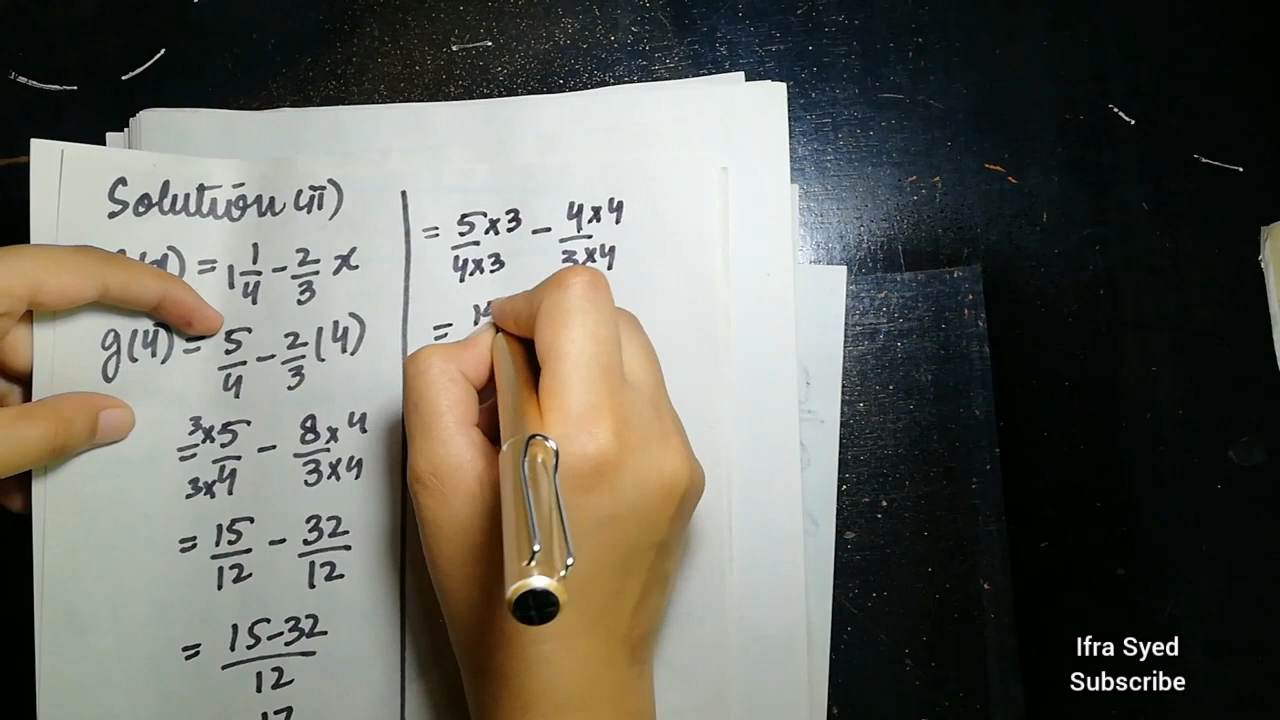 Solution (ii)
= 1 1/4 - 2/3 x
g(4) = 5/4 - 2/3 (4)
= 3x5/3x4 - 8x4/3x4
= 15/12 - 32/12
= 15-32/12
17
= 5x3/4x3 - 4x4/3x4
=
Ifra Syed
Subscribe